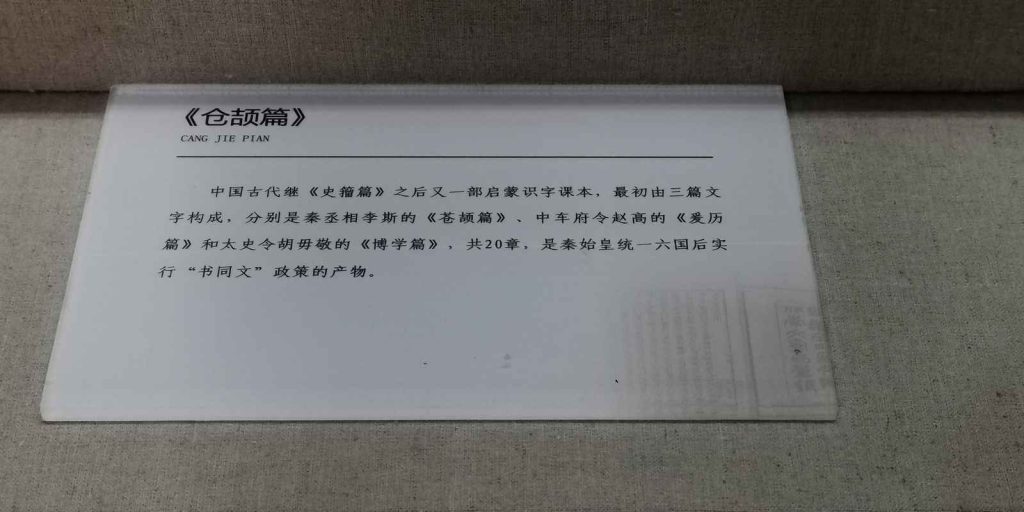 《仓颉篇》
CANG JIE PIAN
中国古代继《史籀篇》之后又一部启蒙识字课本，最初由三篇文
字构成，分别是秦丞相李斯的《苍颉篇》、中车府令赵高的《爰历
篇》和太史令胡毋敬的《博学篇》，共20章，是秦始皇统一六国后实
行“书同文”政策的产物。